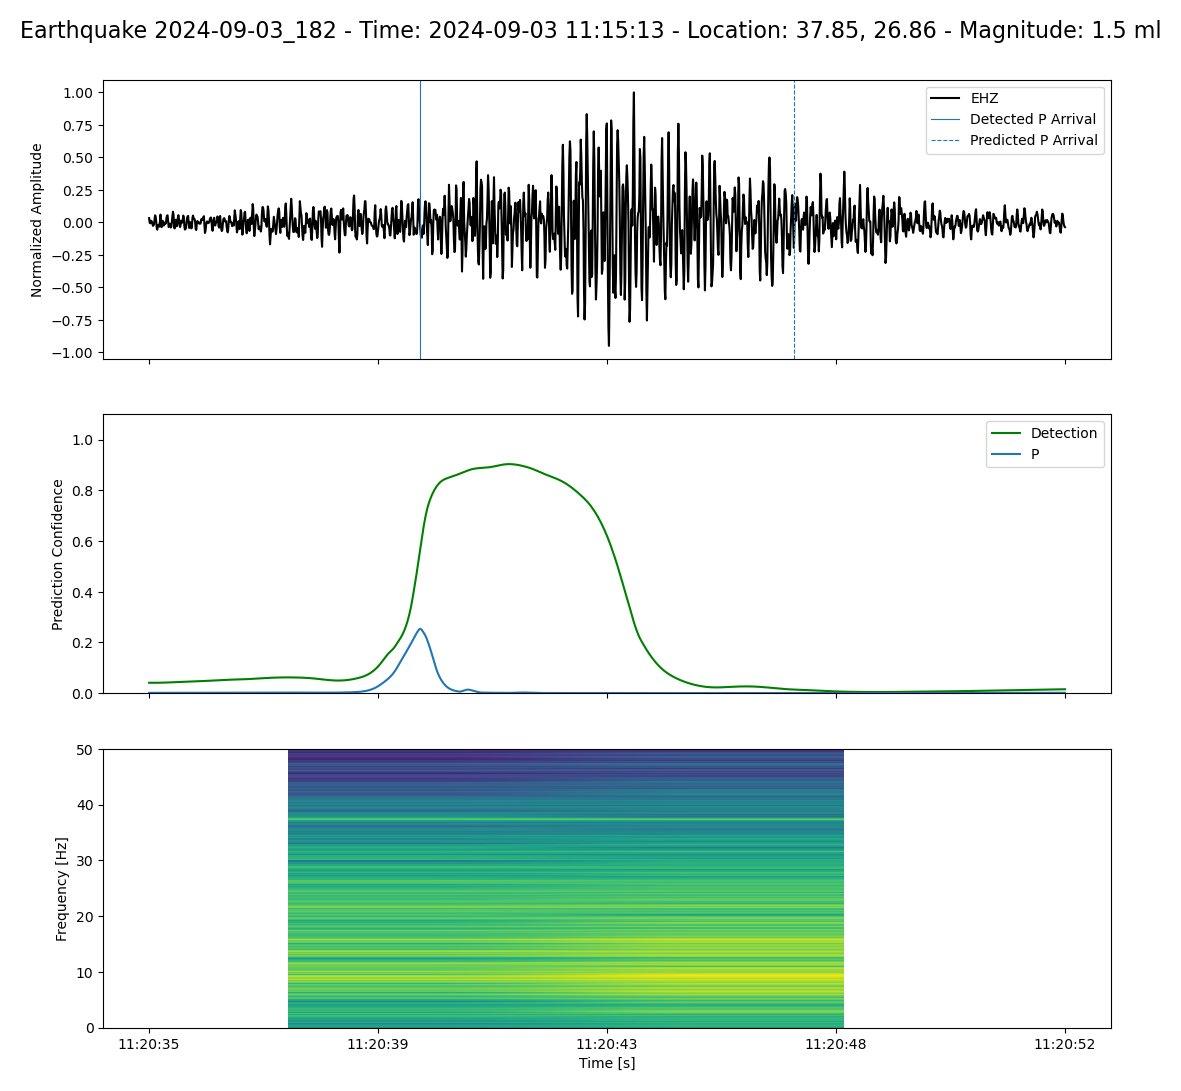 Earthquake 2024-09-03_182 - Time: 2024-09-03 11:15:13 - Location: 37.85, 26.86 - Magnitude: 1.5 ml
Normalized Amplitude
1.00
0.75
0.50
0.25
0.00
−0.25
−0.50
−0.75
−1.00
EHZ
Detected P Arrival
Predicted P Arrival
Prediction Confidence
1.0
0.8
0.6
0.4
0.2
0.0
Detection
P
Frequency [Hz]
50
40
30
20
10
0
11:20:35 11:20:39 11:20:43 11:20:48 11:20:52
Time [s]